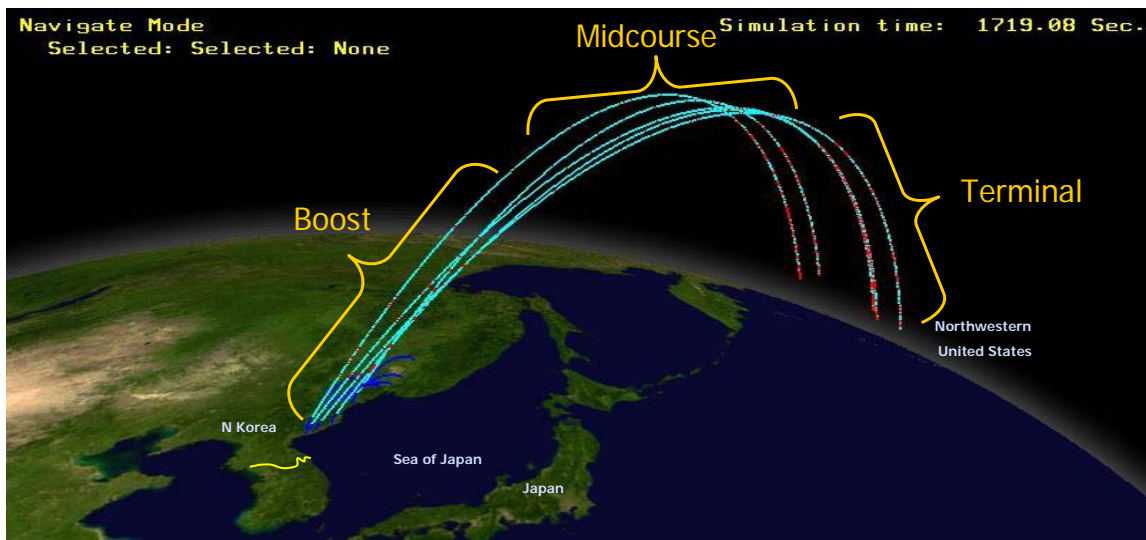 Navigate Mode
Selected: Selected: None
Simulation time: 1719.08 Sec.
Midcourse
Boost
Terminal
Northwestern
United States
N Korea
Sea of Japan
Japan